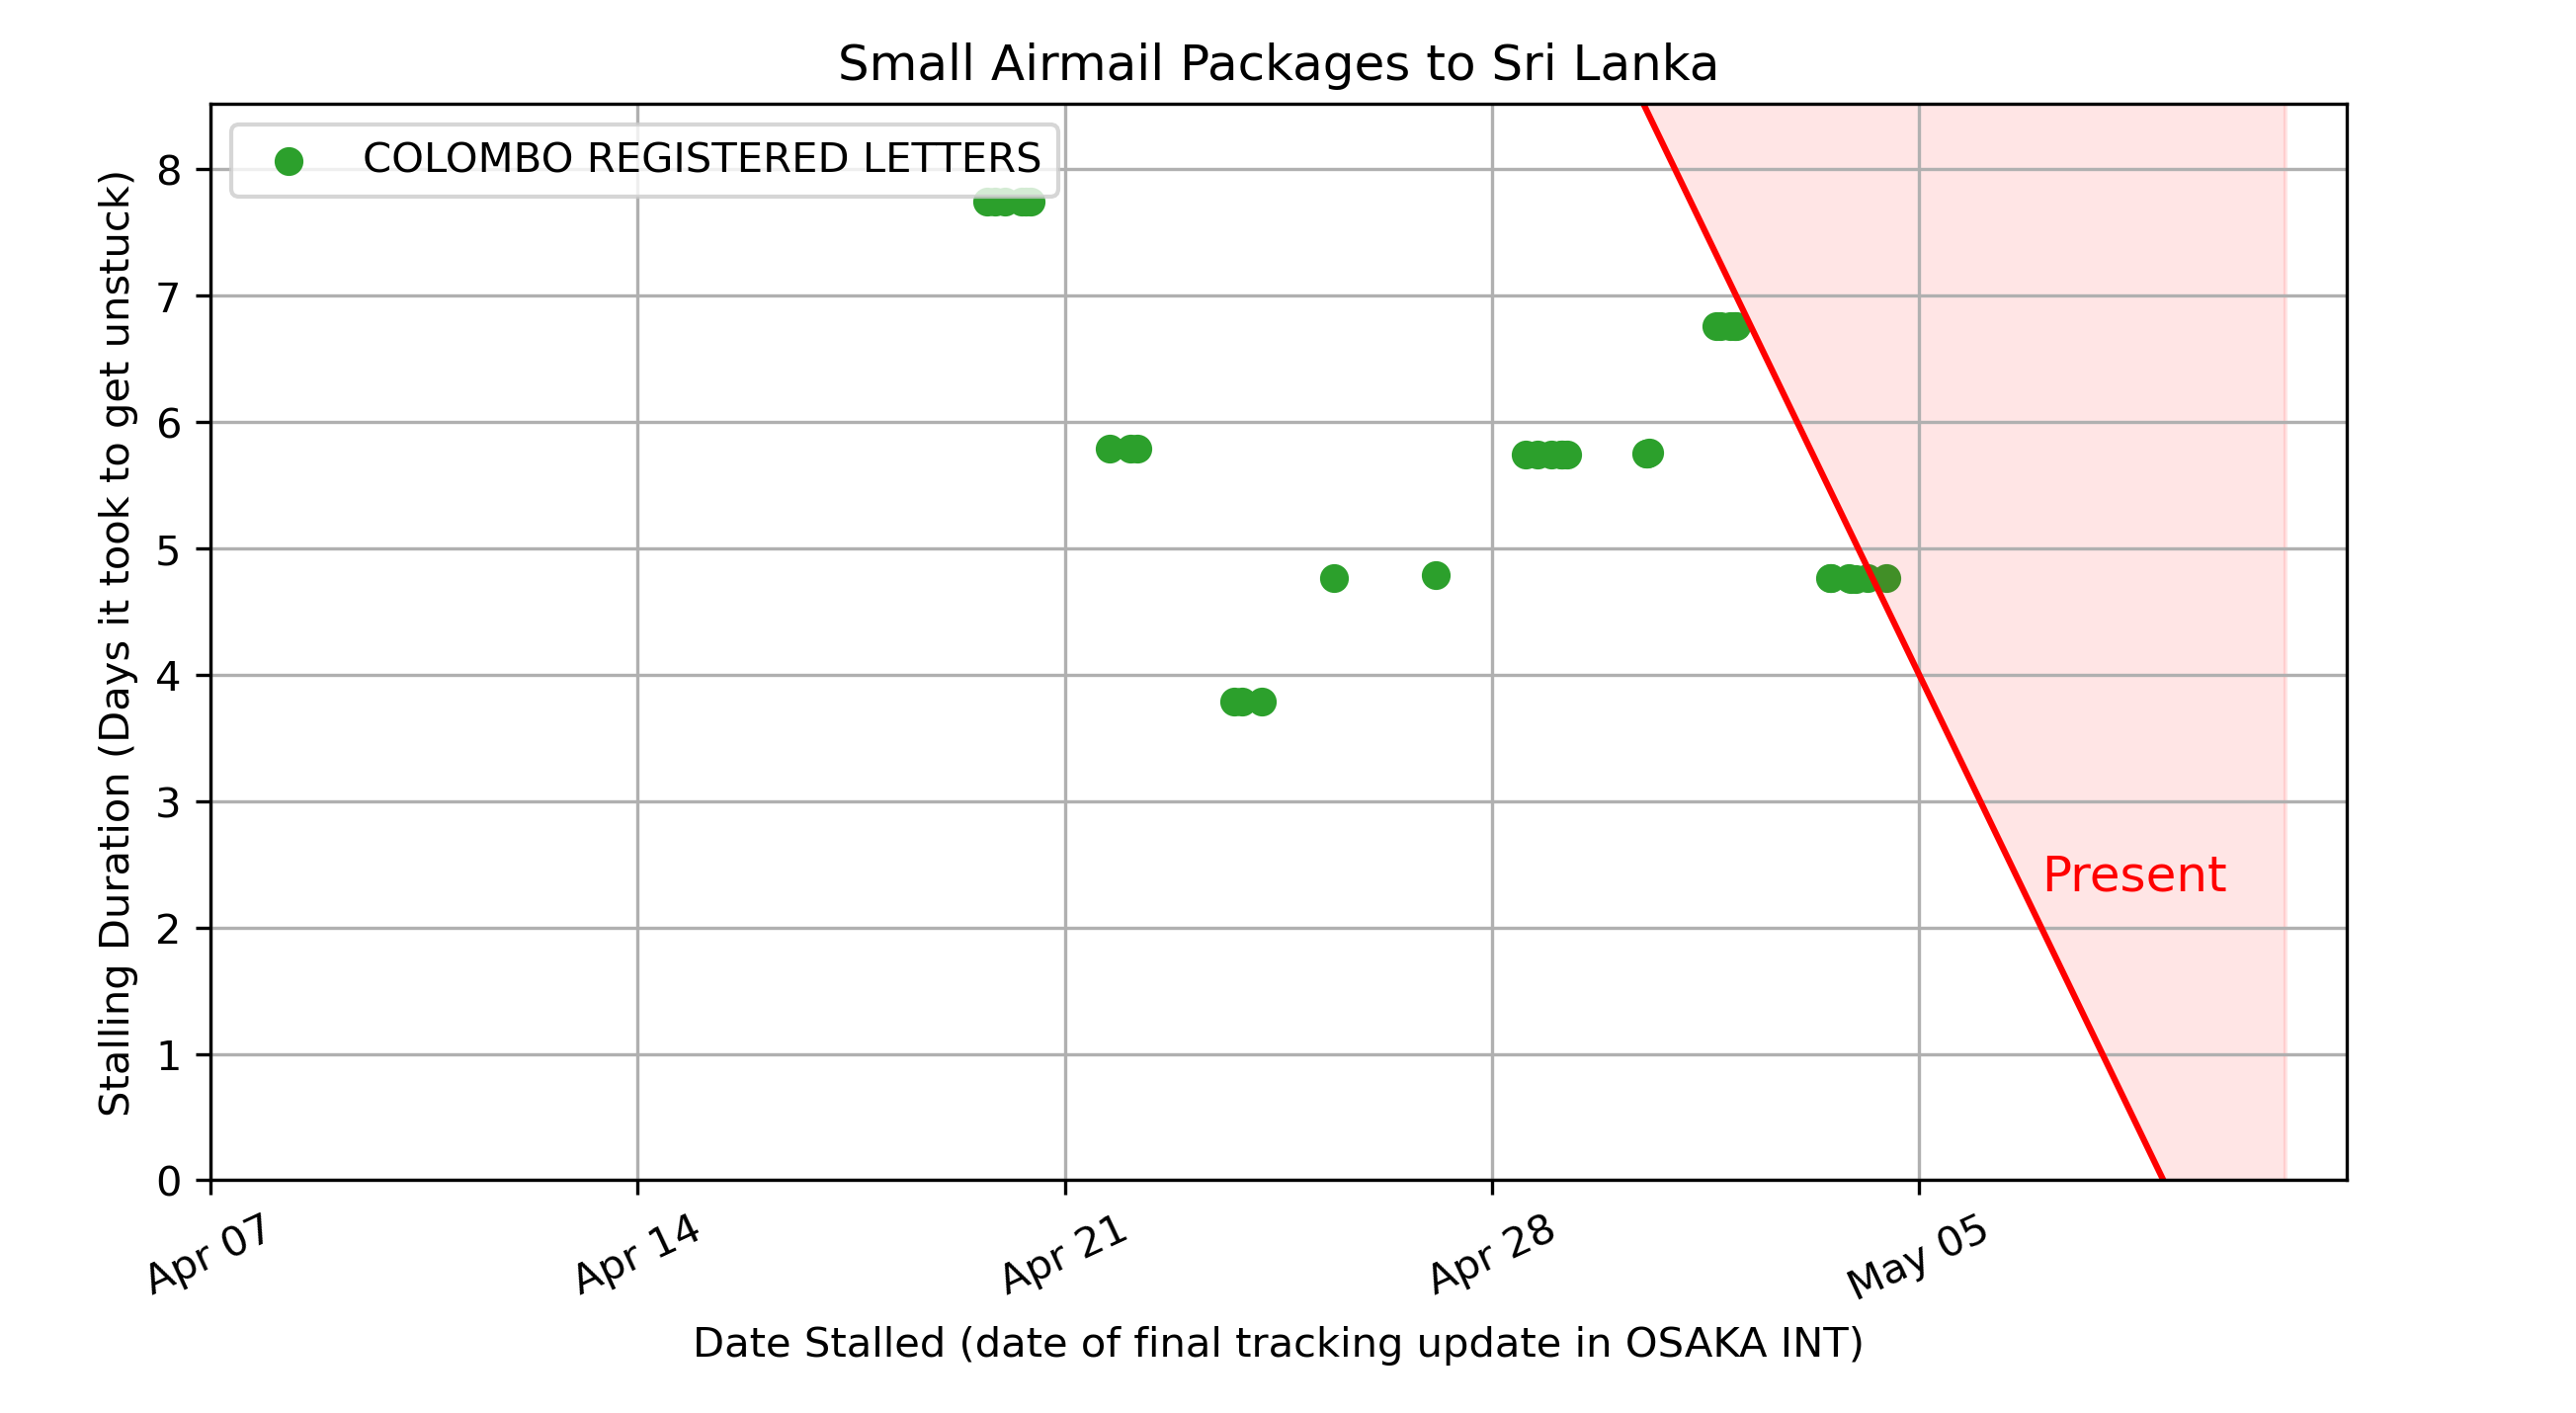 Small Airmail Packages to Sri Lanka
COLOMBO REGISTERED LETTERS
Stalling Duration (Days it took to get unstuck)
8
7
6
5
4
3
2
1
0
Present
Apr 07
Apr 14
Apr 21
Apr 28
May 05
Date Stalled (date of final tracking update in OSAKA INT)